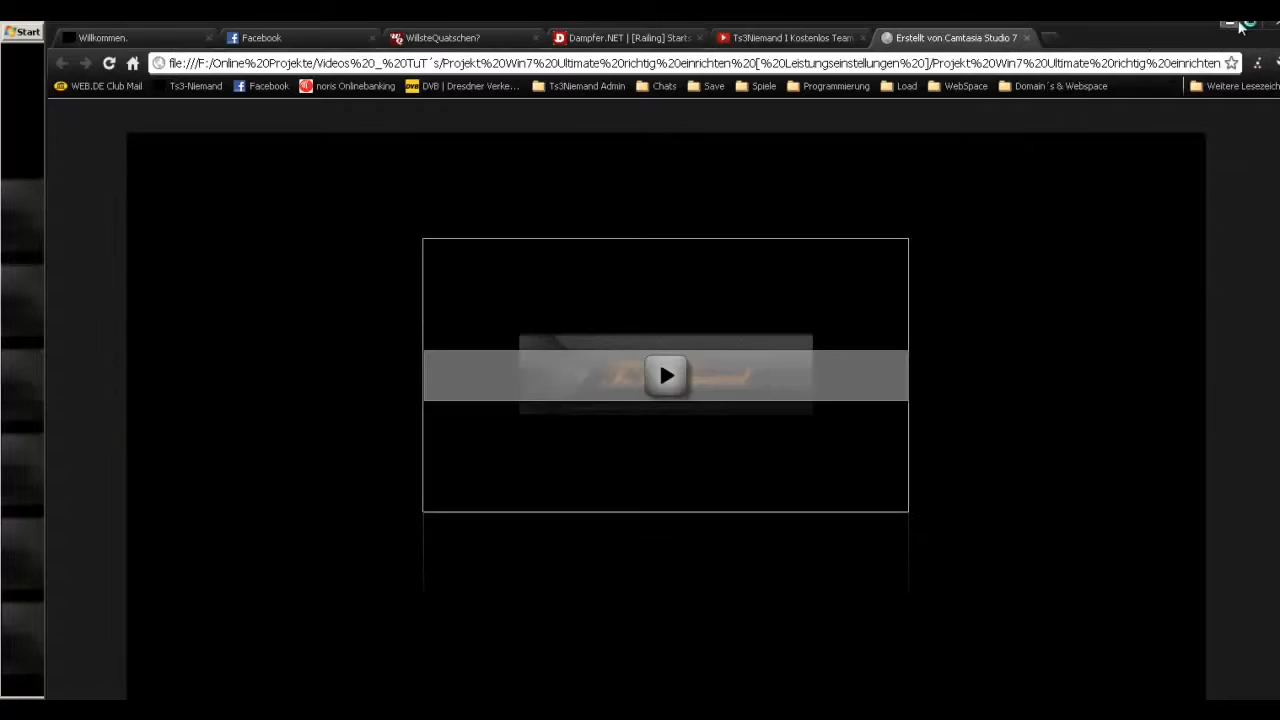 Start
Willkommen.
Facebook
WillsteQuatschen?
Dampfer.NET | [Railing] Starts
Ts3Niemand I Kostenlos Team
Erstellt von Camtasia Studio 7
file:///F:/Online%20Projekte/Videos%20_%20TuT´s/Projekt%20Win7%20Ultimate%20richtig%20einrichten%20[%20Leistungseinstellungen%20]/Projekt%20Win7%20Ultimate%20richtig%20einrichten
WEB.DE Club Mail
Ts3-Niemand
Facebook
noris Onlinebanking
DVB | Dresdner Verke...
Ts3Niemand Admin
Chats
Save
Spiele
Programmierung
Load
WebSpace
Domain´s & Webspace
Weitere Lesezeich